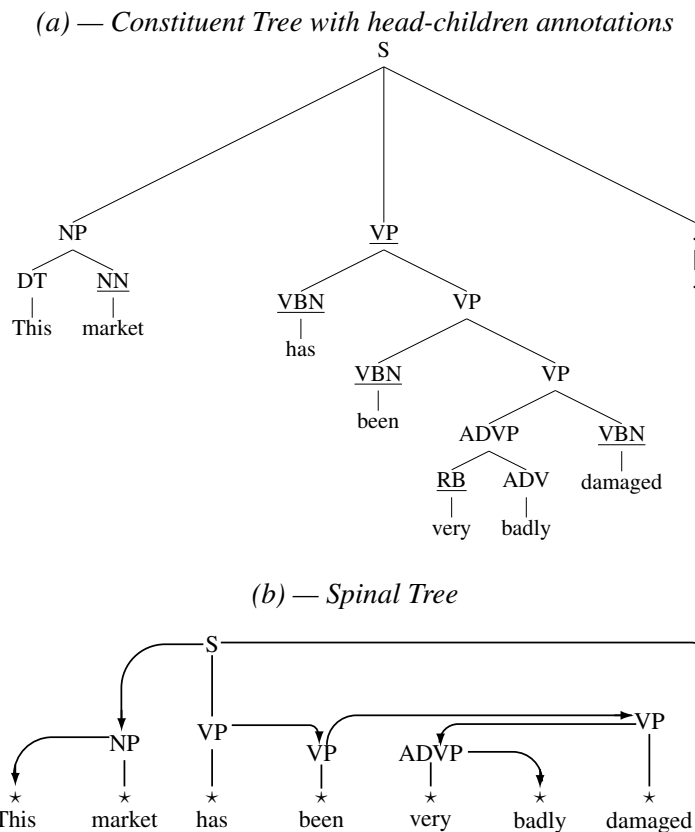 (a) — Constituent Tree with head-children annotations
S
NP VP .
DT NN VBN VP .
This market has
VBN VP
been
ADVP VBN
RB ADV damaged
very badly
(b) — Spinal Tree
S
VP VP
NP VP ADVP
⋆ ⋆ ⋆ ⋆ ⋆ ⋆ ⋆
This market has been very badly damaged